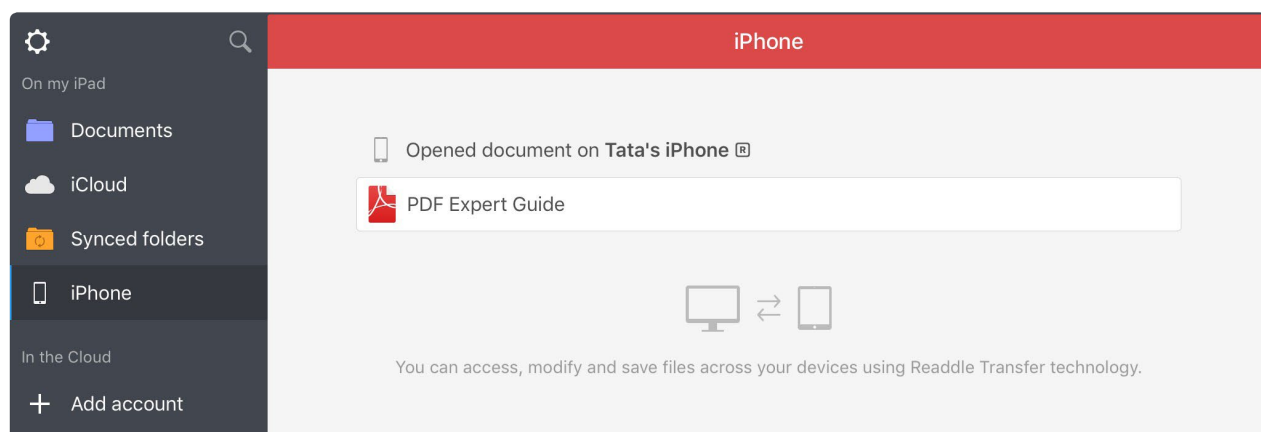 On my iPad
Documents
iCloud
Synced folders
iPhone
In the Cloud
Add account
iPhone
Opened document on Tata's iPhone 🅁
PDF Expert Guide
You can access, modify and save files across your devices using Readdle Transfer technology.